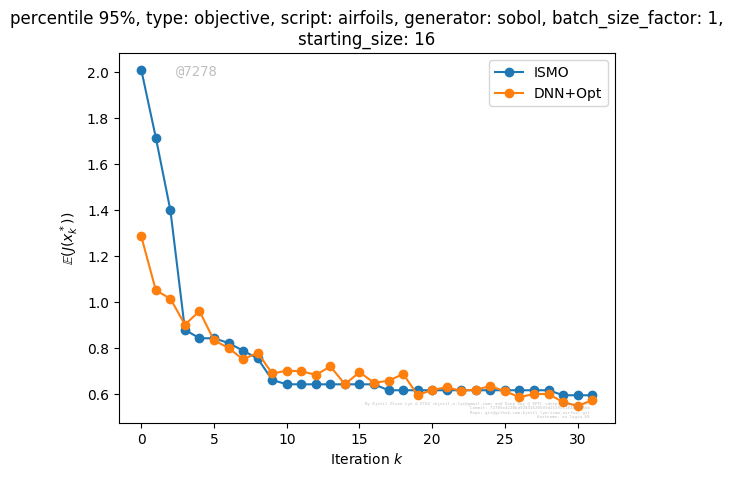 percentile 95%, type: objective, script: airfoils, generator: sobol, batch_size_factor: 1,
starting_size: 16
@7278
ISMO
DNN+Opt
2.0
1.8
1.6
1.4
1.2
1.0
0.8
0.6
𝔼(J(x*k))
0 5 10 15 20 25 30
Iteration k